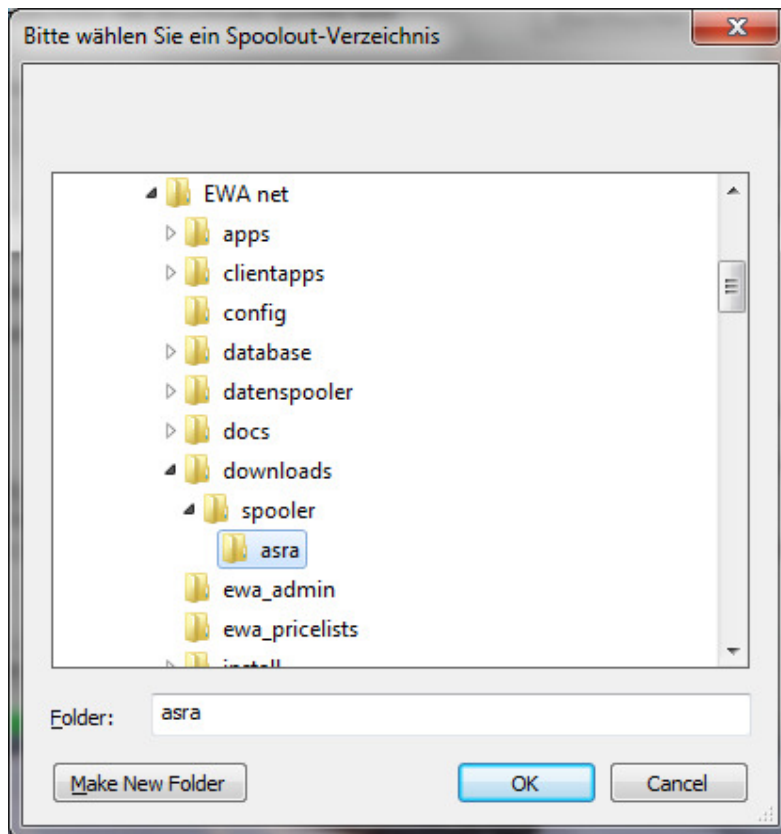 Bitte wählen Sie ein Spoolout-Verzeichnis
EWA net
apps
clientapps
config
database
datenspooler
docs
downloads
spooler
asra
ewa_admin
ewa_pricelists
install
Folder: asra
Make New Folder OK Cancel